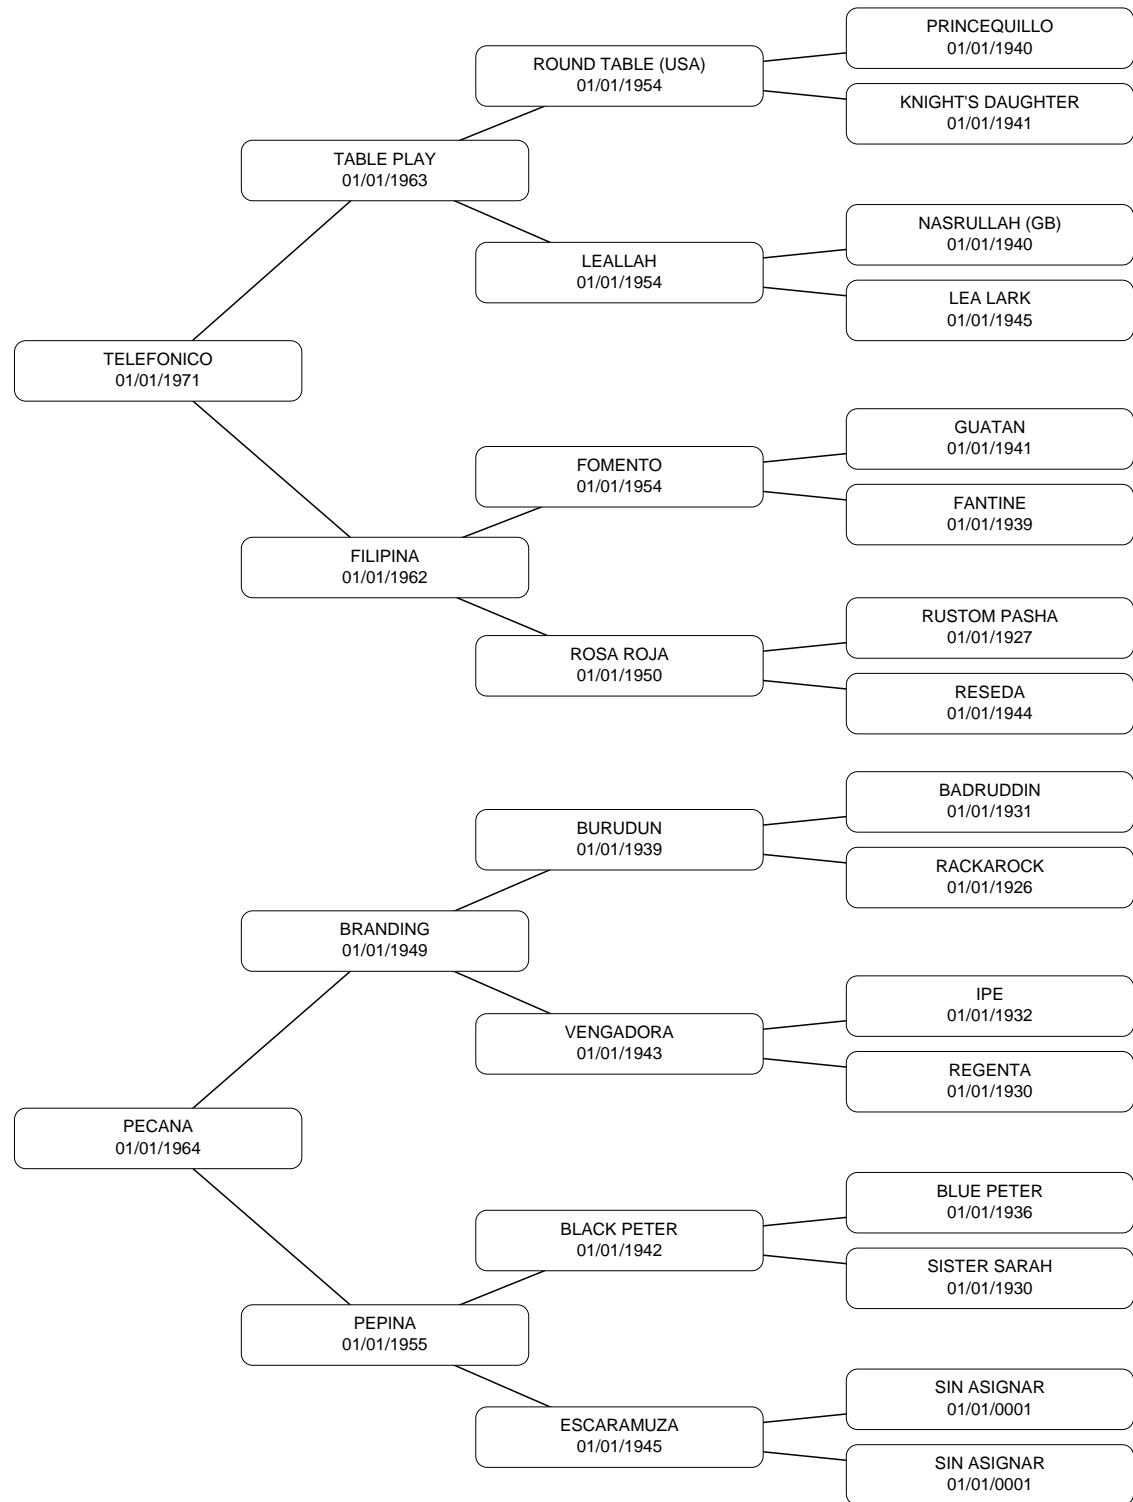 PRINCEQUILLO
01/01/1940
ROUND TABLE (USA)
01/01/1954
KNIGHT'S DAUGHTER
01/01/1941
TABLE PLAY
01/01/1963
NASRULLAH (GB)
01/01/1940
LEALLAH
01/01/1954
LEA LARK
01/01/1945
TELEFONICO
01/01/1971
GUATAN
01/01/1941
FOMENTO
01/01/1954
FANTINE
01/01/1939
FILIPINA
01/01/1962
RUSTOM PASHA
01/01/1927
ROSA ROJA
01/01/1950
RESEDA
01/01/1944
BADRUDDIN
01/01/1931
BURUDUN
01/01/1939
RACKAROCK
01/01/1926
BRANDING
01/01/1949
IPE
01/01/1932
VENGADORA
01/01/1943
REGENTA
01/01/1930
PECANA
01/01/1964
BLUE PETER
01/01/1936
BLACK PETER
01/01/1942
SISTER SARAH
01/01/1930
PEPINA
01/01/1955
SIN ASIGNAR
01/01/0001
ESCARAMUZA
01/01/1945
SIN ASIGNAR
01/01/0001